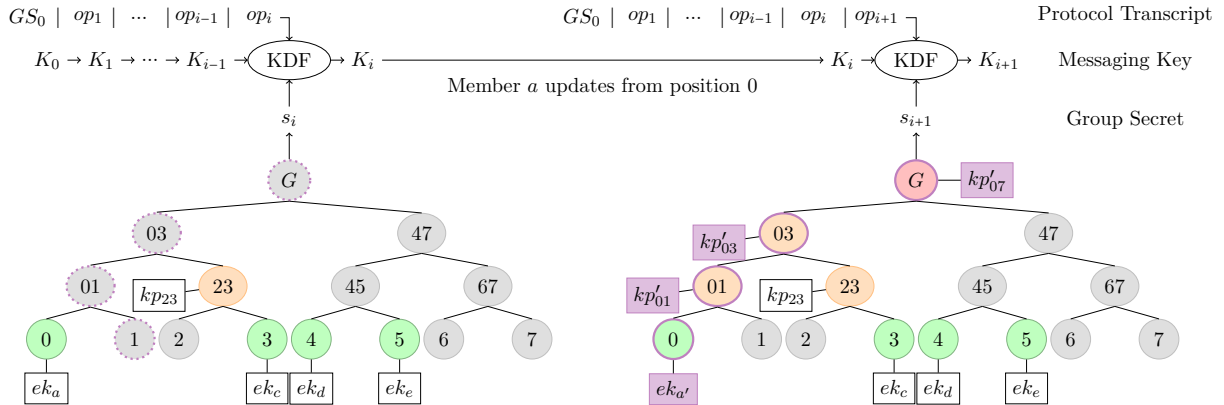 GS₀ | op₁ | ... | opᵢ₋₁ | opᵢ GS₀ | op₁ | ... | opᵢ₋₁ | opᵢ | opᵢ₊₁ Protocol Transcript
K₀ → K₁ → ... → Kᵢ₋₁ → KDF → Kᵢ → Kᵢ → KDF → Kᵢ₊₁ Messaging Key
Member a updates from position 0
sᵢ sᵢ₊₁ Group Secret
G G kp′₀₇
03 47 kp′₀₃ 03 47
01 kp₂₃ 23 45 67 kp′₀₁ 01 kp₂₃ 23 45 67
0 1 2 3 4 5 6 7 0 1 2 3 4 5 6 7
ekₐ ek_c ek_d ekₑ ekₐ′ ek_c ek_d ekₑ